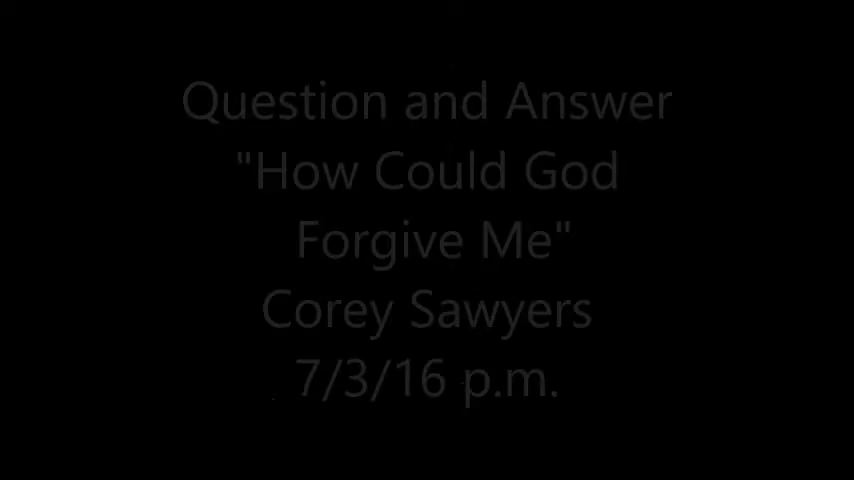 Question and Answer
"How Could God
Forgive Me"
Corey Sawyers
7/3/16 p.m.